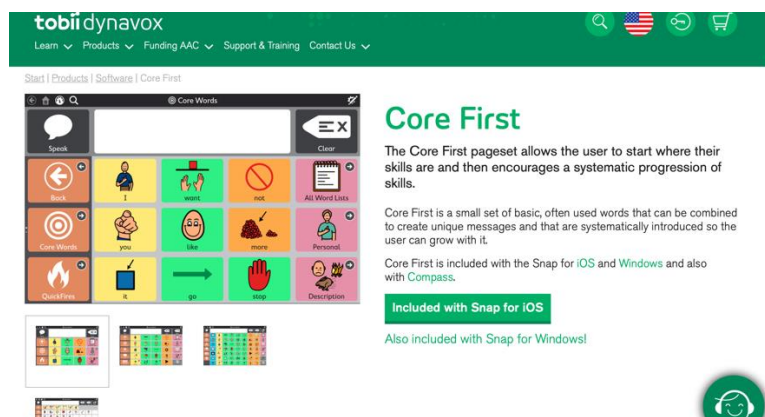 tobii dynavox
Learn Products Funding AAC Support & Training Contact Us
Start | Products | Software | Core First
Core Words
Speak
Clear
Back
I
want
not
All Word Lists
Core Words
you
like
more
Personal
QuickFires
it
go
stop
Description
Core First
The Core First pageset allows the user to start where their
skills are and then encourages a systematic progression of
skills.
Core First is a small set of basic, often used words that can be combined
to create unique messages and that are systematically introduced so the
user can grow with it.
Core First is included with the Snap for iOS and Windows and also
with Compass.
Included with Snap for iOS
Also included with Snap for Windows!